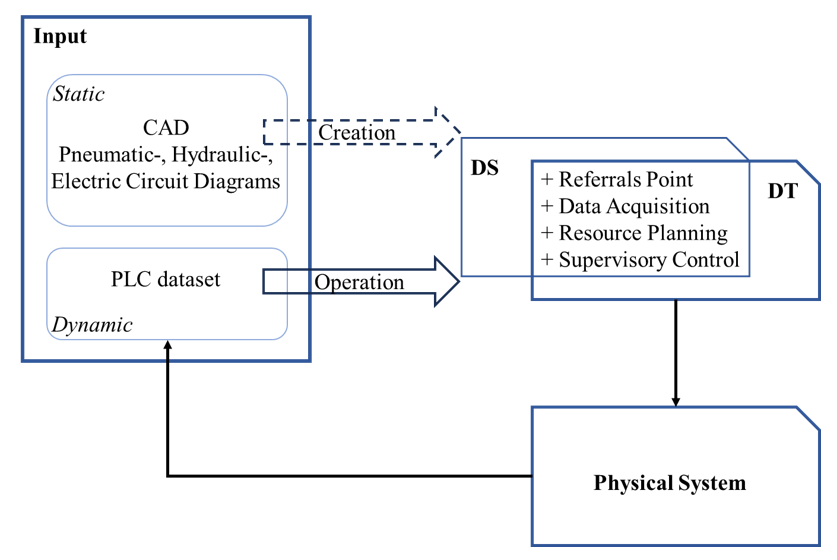 Input
Static
CAD
Pneumatic-, Hydraulic-,
Electric Circuit Diagrams
Creation
PLC dataset
Dynamic
Operation
DS
DT
+ Referrals Point
+ Data Acquisition
+ Resource Planning
+ Supervisory Control
Physical System